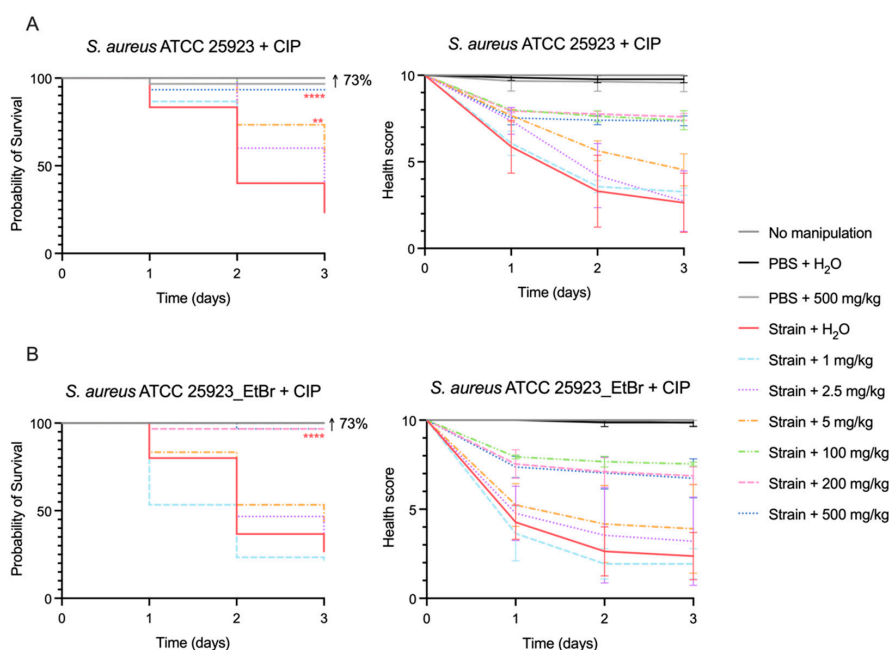 A
S. aureus ATCC 25923 + CIP
Probability of Survival
100
50
0
0 1 2 3
Time (days)
↑ 73%
****
**
S. aureus ATCC 25923 + CIP
Health score
10
5
0
0 1 2 3
Time (days)
B
S. aureus ATCC 25923_EtBr + CIP
Probability of Survival
100
50
0
0 1 2 3
Time (days)
↑ 73%
****
S. aureus ATCC 25923_EtBr + CIP
Health score
10
5
0
0 1 2 3
Time (days)
No manipulation
PBS + H₂O
PBS + 500 mg/kg
Strain + H₂O
Strain + 1 mg/kg
Strain + 2.5 mg/kg
Strain + 5 mg/kg
Strain + 100 mg/kg
Strain + 200 mg/kg
Strain + 500 mg/kg